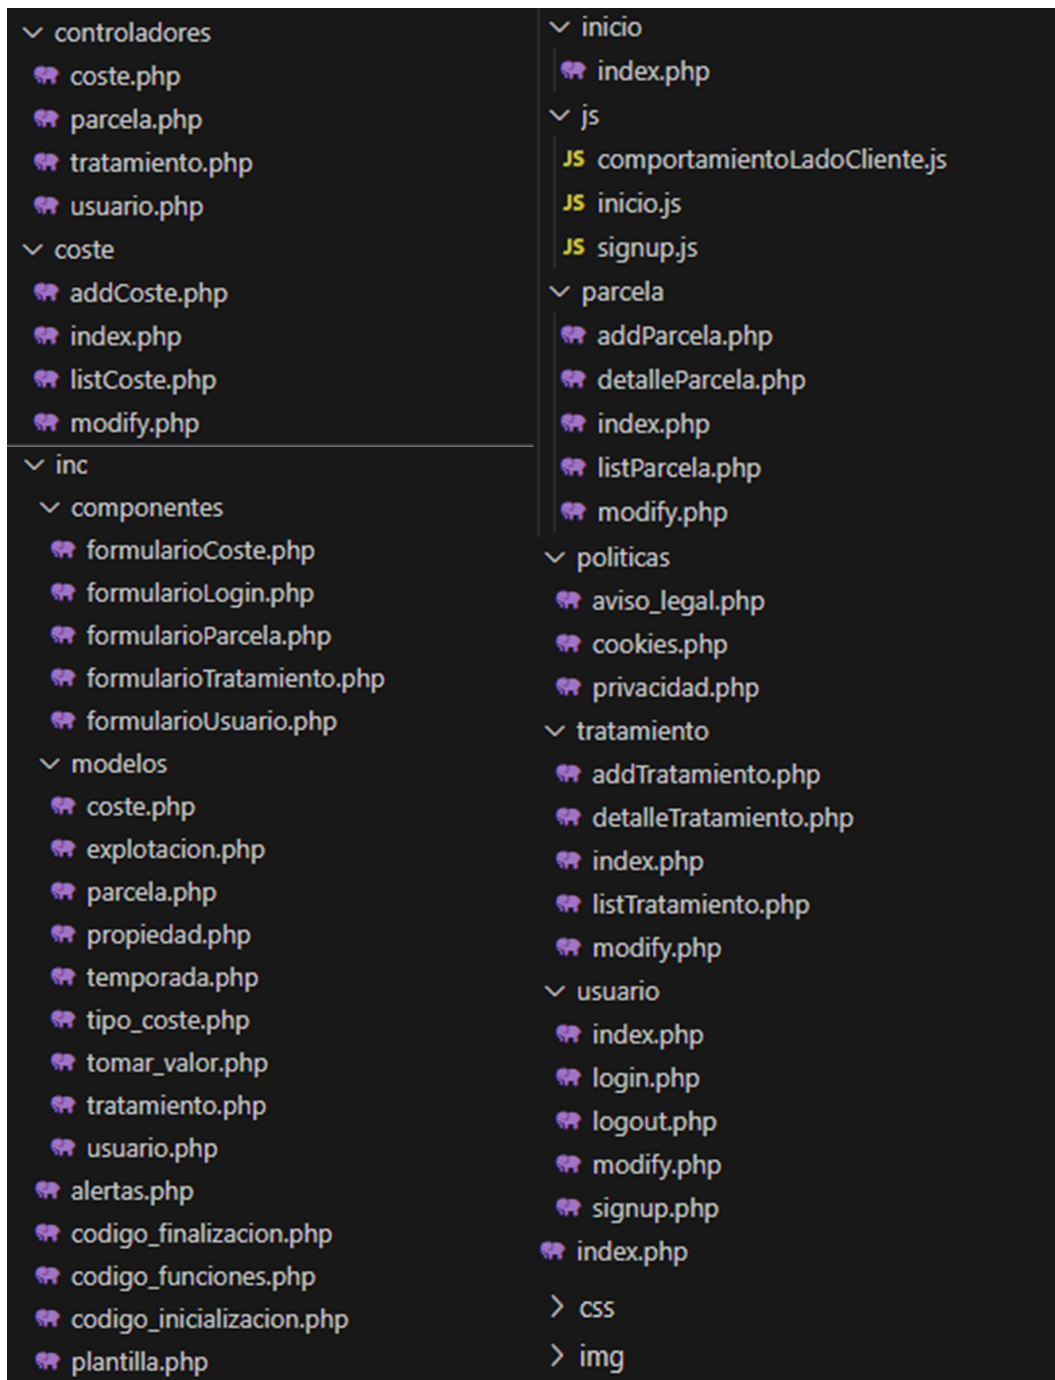 controladores
coste.php
parcela.php
tratamiento.php
usuario.php
coste
addCoste.php
index.php
listCoste.php
modify.php
inc
componentes
formularioCoste.php
formularioLogin.php
formularioParcela.php
formularioTratamiento.php
formularioUsuario.php
modelos
coste.php
explotacion.php
parcela.php
propiedad.php
temporada.php
tipo_coste.php
tomar_valor.php
tratamiento.php
usuario.php
alertas.php
codigo_finalizacion.php
codigo_funciones.php
codigo_inicializacion.php
plantilla.php
inicio
index.php
js
JS comportamientoLadoCliente.js
JS inicio.js
JS signup.js
parcela
addParcela.php
detalleParcela.php
index.php
listParcela.php
modify.php
politicas
aviso_legal.php
cookies.php
privacidad.php
tratamiento
addTratamiento.php
detalleTratamiento.php
index.php
listTratamiento.php
modify.php
usuario
index.php
login.php
logout.php
modify.php
signup.php
index.php
css
img